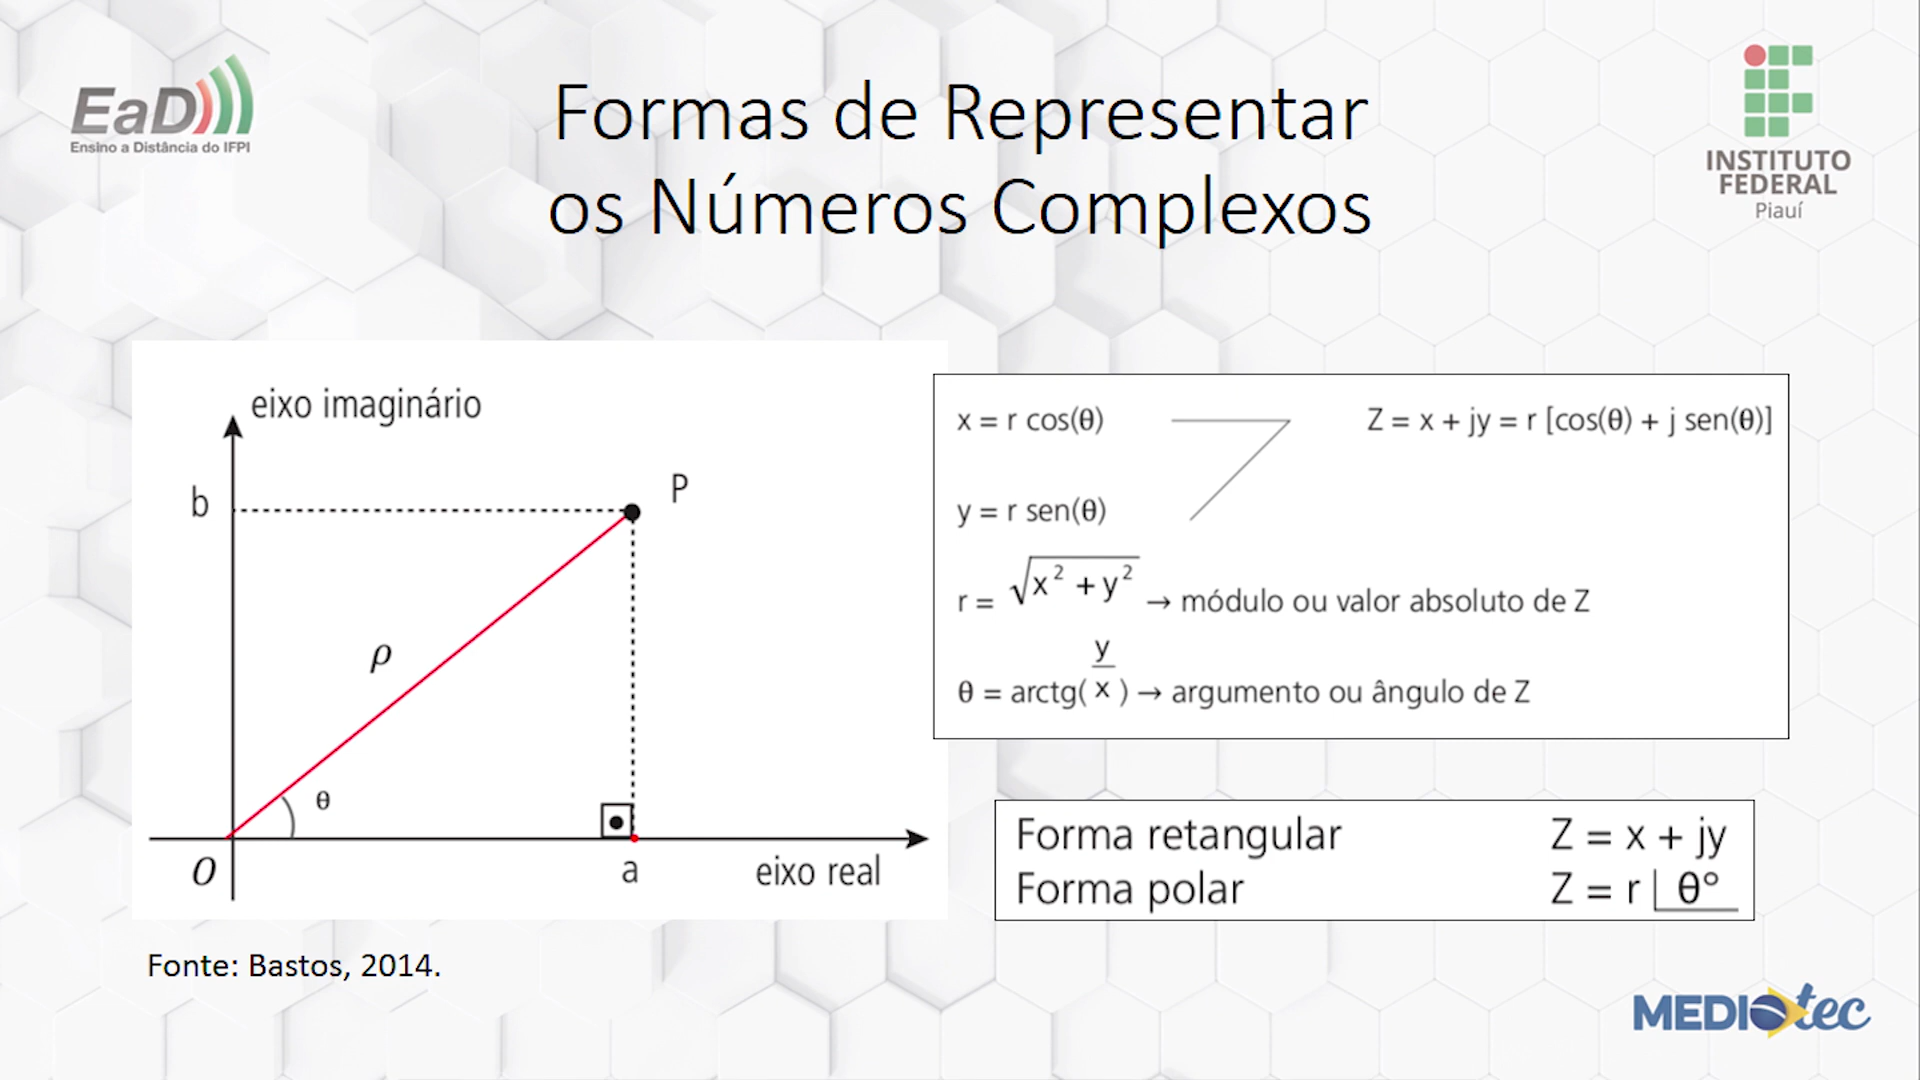 EaD
Ensino a Distância do IFPI
Formas de Representar
os Números Complexos
INSTITUTO
FEDERAL
Piauí
eixo imaginário
b
P
ρ
θ
O
a
eixo real
x = r cos(θ)
Z = x + jy = r [cos(θ) + j sen(θ)]
y = r sen(θ)
r = √x² + y² → módulo ou valor absoluto de Z
θ = arctg( y/x ) → argumento ou ângulo de Z
Forma retangular Z = x + jy
Forma polar Z = r|θ°
Fonte: Bastos, 2014.
MEDIOtec